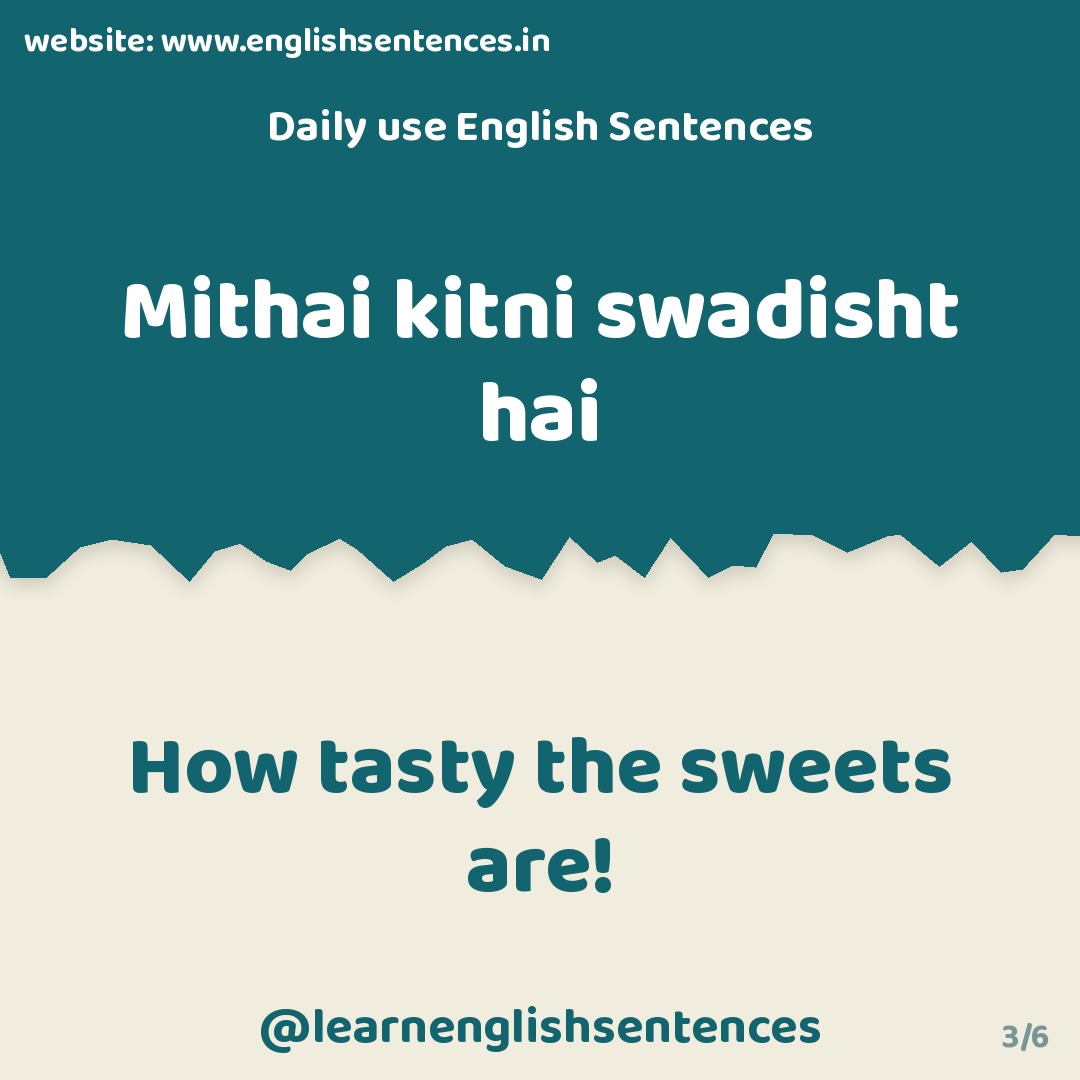 website: www.englishsentences.in
Daily use English Sentences
Mithai kitni swadisht
hai
How tasty the sweets
are!
@learnenglishsentences
3/6